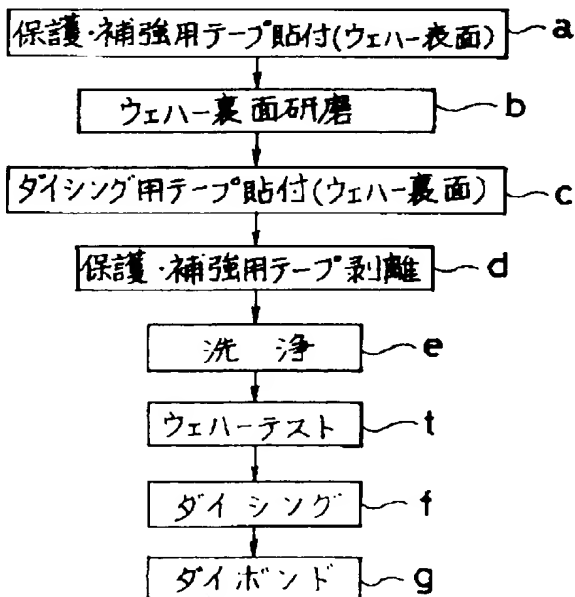 保護・補強用テープ貼付(ウェハー表面) a
ウェハー裏面研磨 b
ダイシング用テープ貼付(ウェハー裏面) c
保護・補強用テープ剥離 d
洗浄 e
ウェハーテスト t
ダイシング f
ダイボンド g